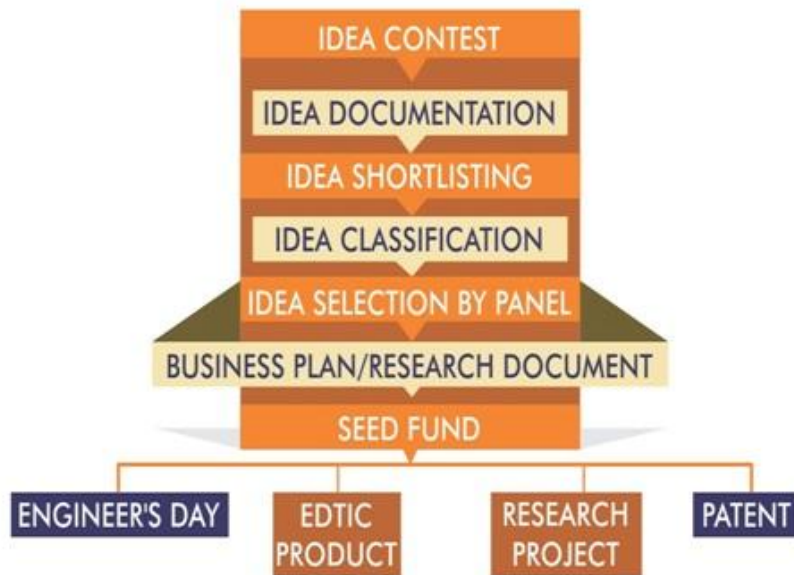 IDEA CONTEST
IDEA DOCUMENTATION
IDEA SHORTLISTING
IDEA CLASSIFICATION
IDEA SELECTION BY PANEL
BUSINESS PLAN/RESEARCH DOCUMENT
SEED FUND
ENGINEER'S DAY
EDTIC
PRODUCT
RESEARCH
PROJECT
PATENT